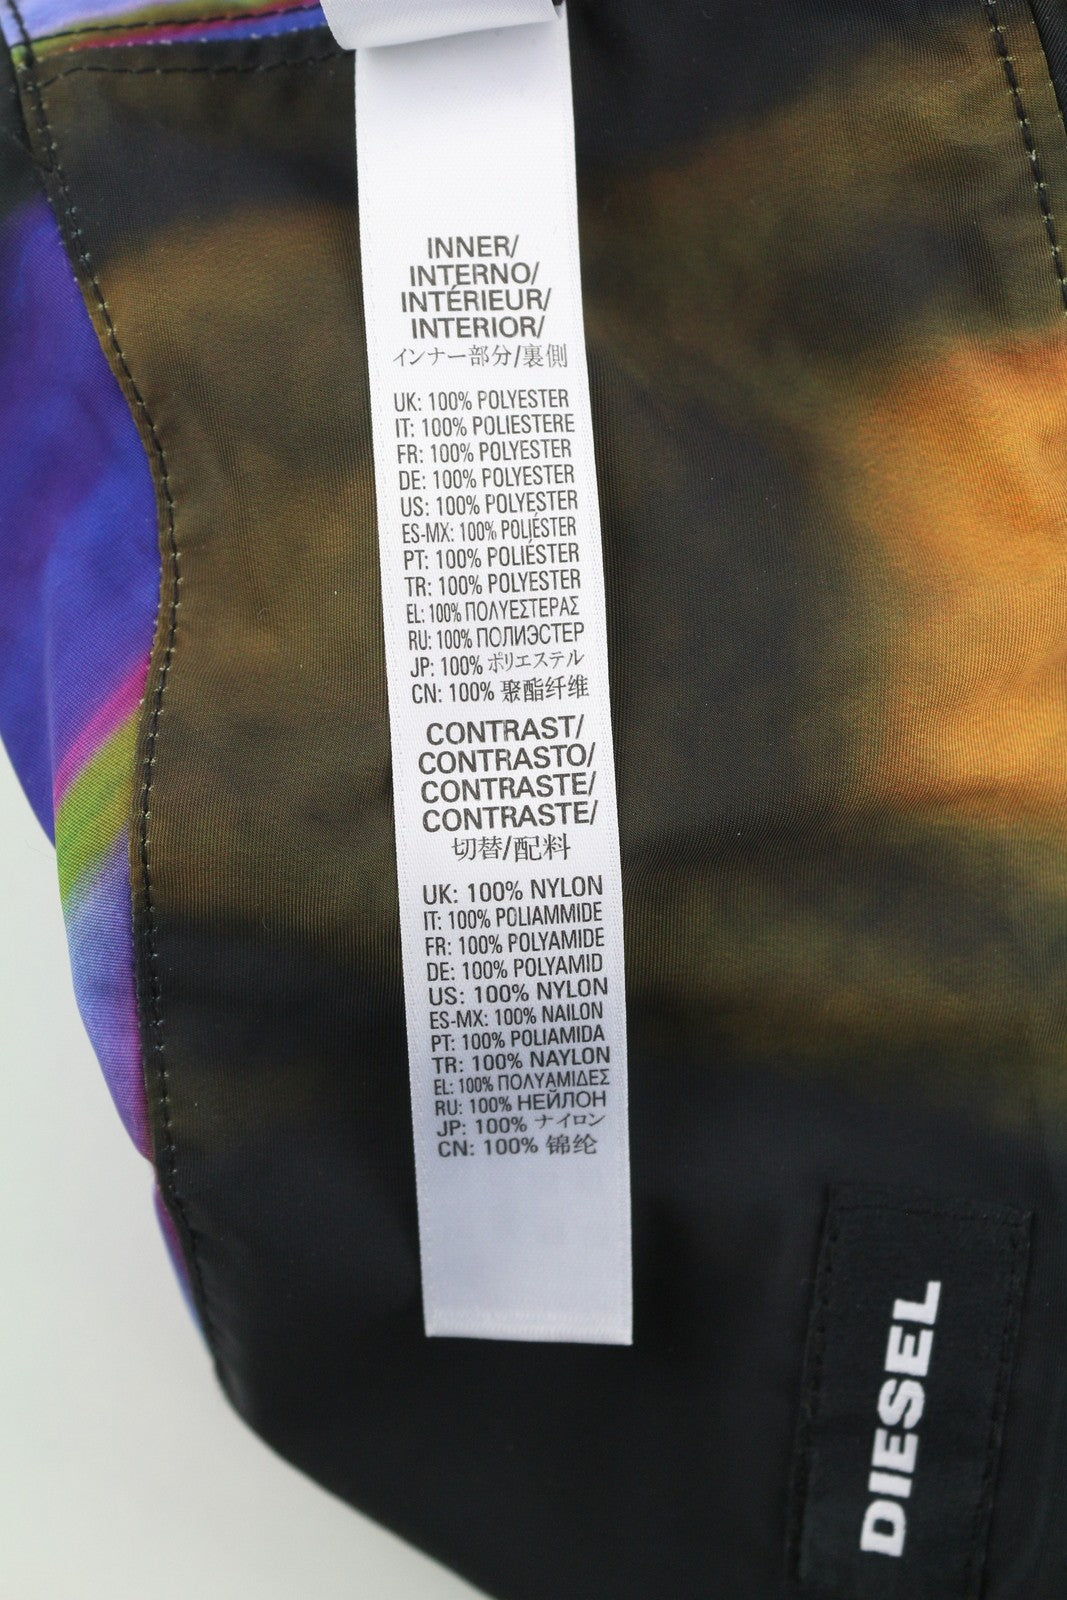 INNER/
INTERNO/
INTÉRIEUR/
INTERIOR/
インナー部分/裏側
UK: 100% POLYESTER
IT: 100% POLIESTERE
FR: 100% POLYESTER
DE: 100% POLYESTER
US: 100% POLYESTER
ES-MX: 100% POLIÉSTER
PT: 100% POLIÉSTER
TR: 100% POLYESTER
EL: 100% ΠΟΛΥΕΣΤΕΡΑΣ
RU: 100% ПОЛИЭСТЕР
JP: 100% ポリエステル
CN: 100% 聚酯纤维
CONTRAST/
CONTRASTO/
CONTRASTE/
CONTRASTE/
切替/配料
UK: 100% NYLON
IT: 100% POLIAMMIDE
FR: 100% POLYAMIDE
DE: 100% POLYAMID
US: 100% NYLON
ES-MX: 100% NAILON
PT: 100% POLIAMIDA
TR: 100% NAYLON
EL: 100% ΠΟΛΥΑΜΙΔΕΣ
RU: 100% НЕЙЛОН
JP: 100% ナイロン
CN: 100% 锦纶
DIESEL